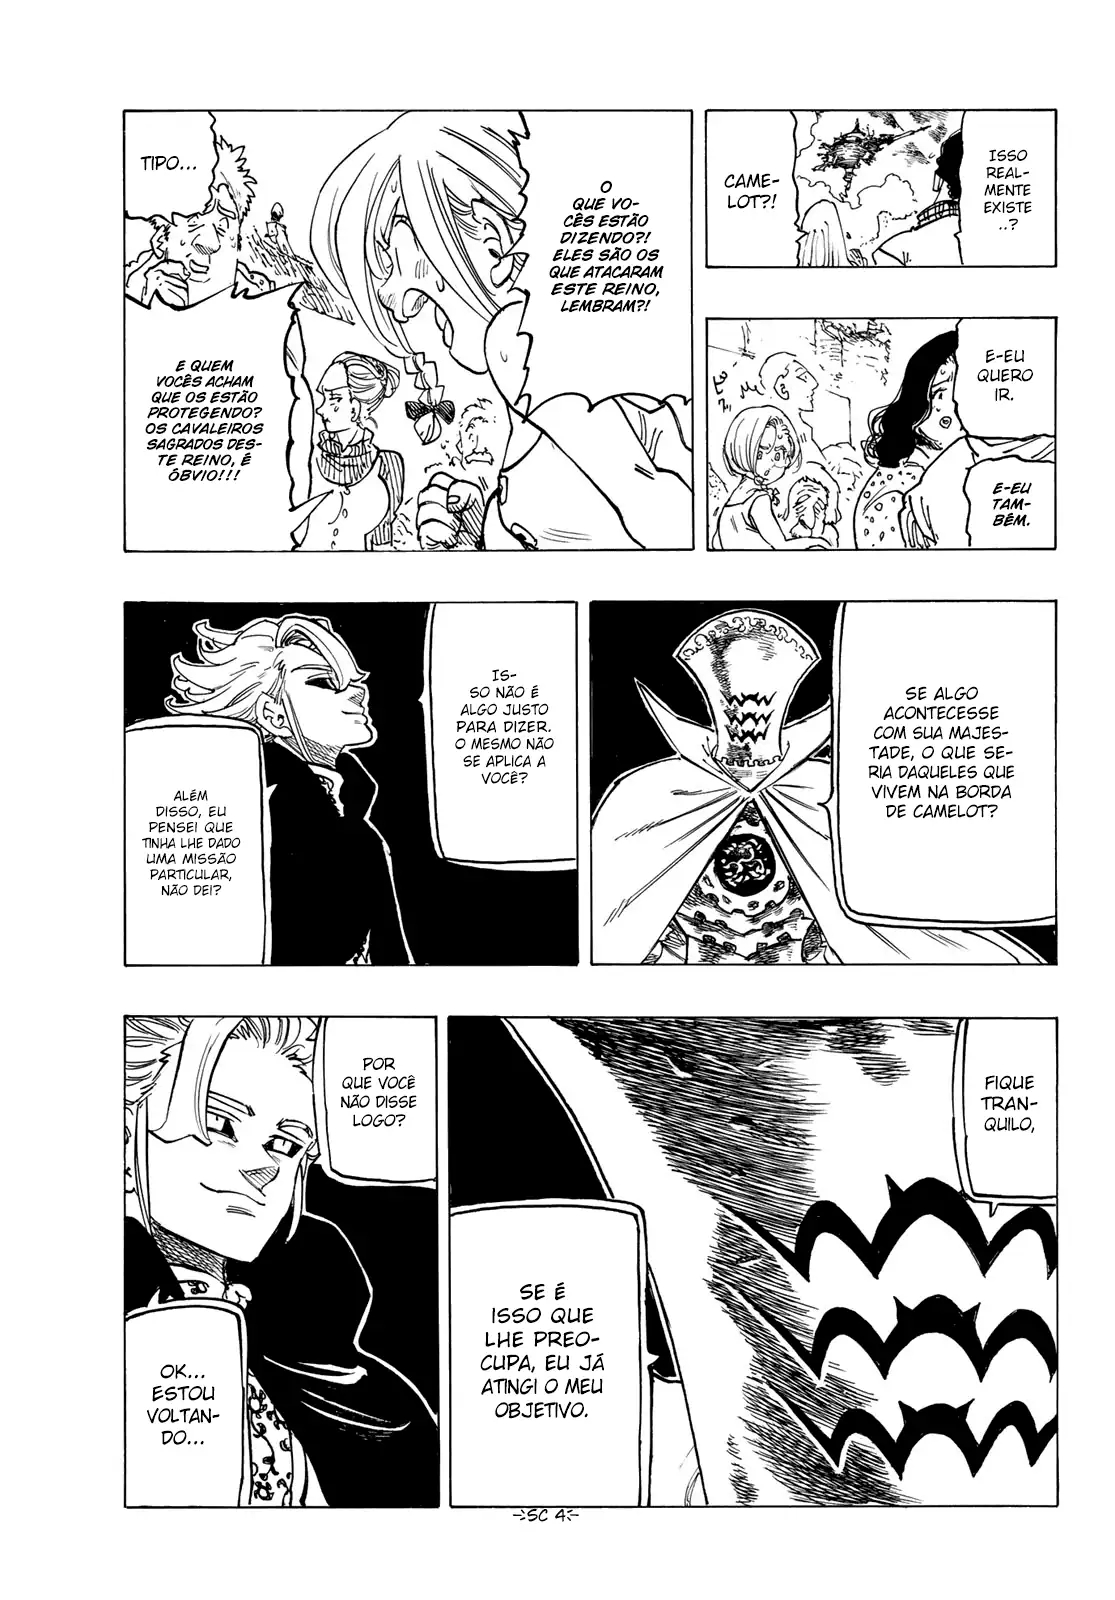 ISSO
REAL-
MENTE
EXISTE
..?
CAME-
LOT?!
E-EU
QUERO
IR.
E-EU
TAM-
BÉM.
O
QUE VO-
CÊS ESTÃO
DIZENDO?!
ELES SÃO OS
QUE ATACARAM
ESTE REINO,
LEMBRAM?!
TIPO...
E QUEM
VOCÊS ACHAM
QUE OS ESTÃO
PROTEGENDO?
OS CAVALEIROS
SAGRADOS DES-
TE REINO, É
ÓBVIO!!!
SE ALGO
ACONTECESSE
COM SUA MAJES-
TADE, O QUE SE-
RIA DAQUELES QUE
VIVEM NA BORDA
DE CAMELOT?
IS-
SO NÃO É
ALGO JUSTO
PARA DIZER.
O MESMO NÃO
SE APLICA A
VOCÊ?
ALÉM
DISSO, EU
PENSEI QUE
TINHA LHE DADO
UMA MISSÃO
PARTICULAR,
NÃO DEI?
FIQUE
TRAN-
QUILO,
SE É
ISSO QUE
LHE PREO-
CUPA, EU JÁ
ATINGI O MEU
OBJETIVO.
POR
QUE VOCÊ
NÃO DISSE
LOGO?
OK...
ESTOU
VOLTAN-
DO...
SC 4